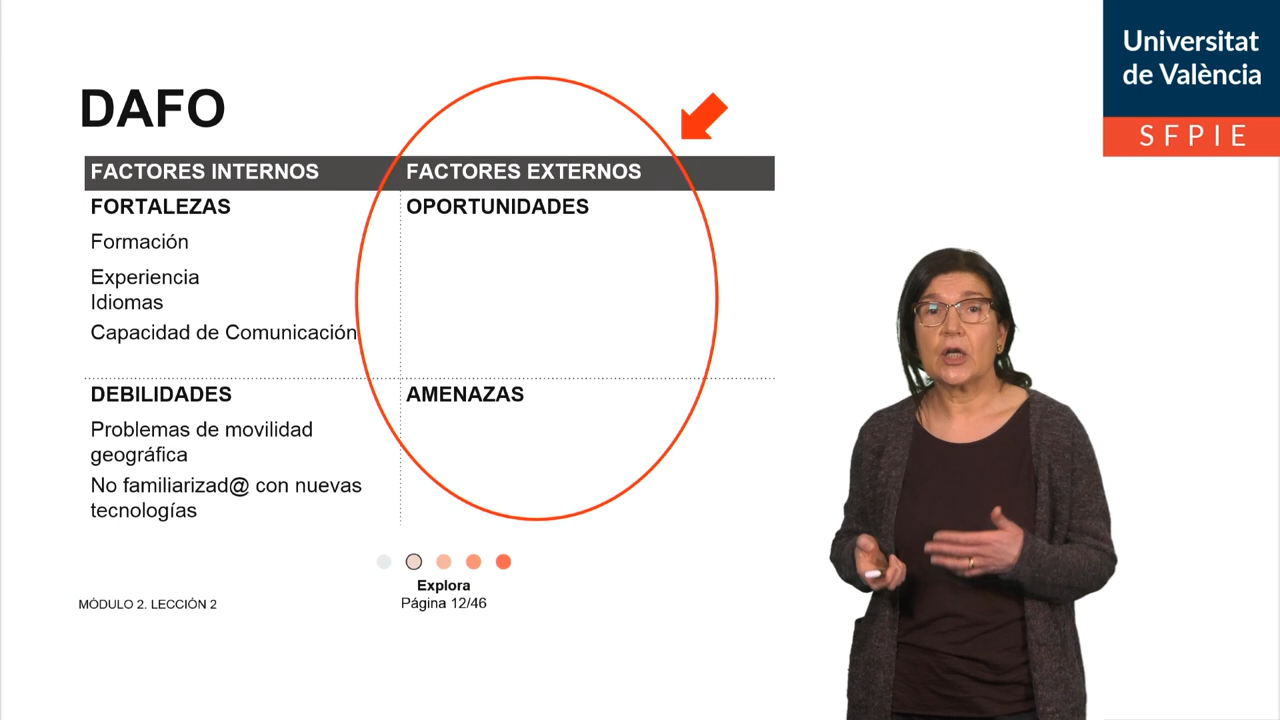 Universitat
de València
SFPIE
DAFO
FACTORES INTERNOS
FACTORES EXTERNOS
FORTALEZAS
OPORTUNIDADES
Formación
Experiencia
Idiomas
Capacidad de Comunicación
DEBILIDADES
AMENAZAS
Problemas de movilidad
geográfica
No familiarizad@ con nuevas
tecnologías
Explora
MÓDULO 2. LECCIÓN 2
Página 12/46